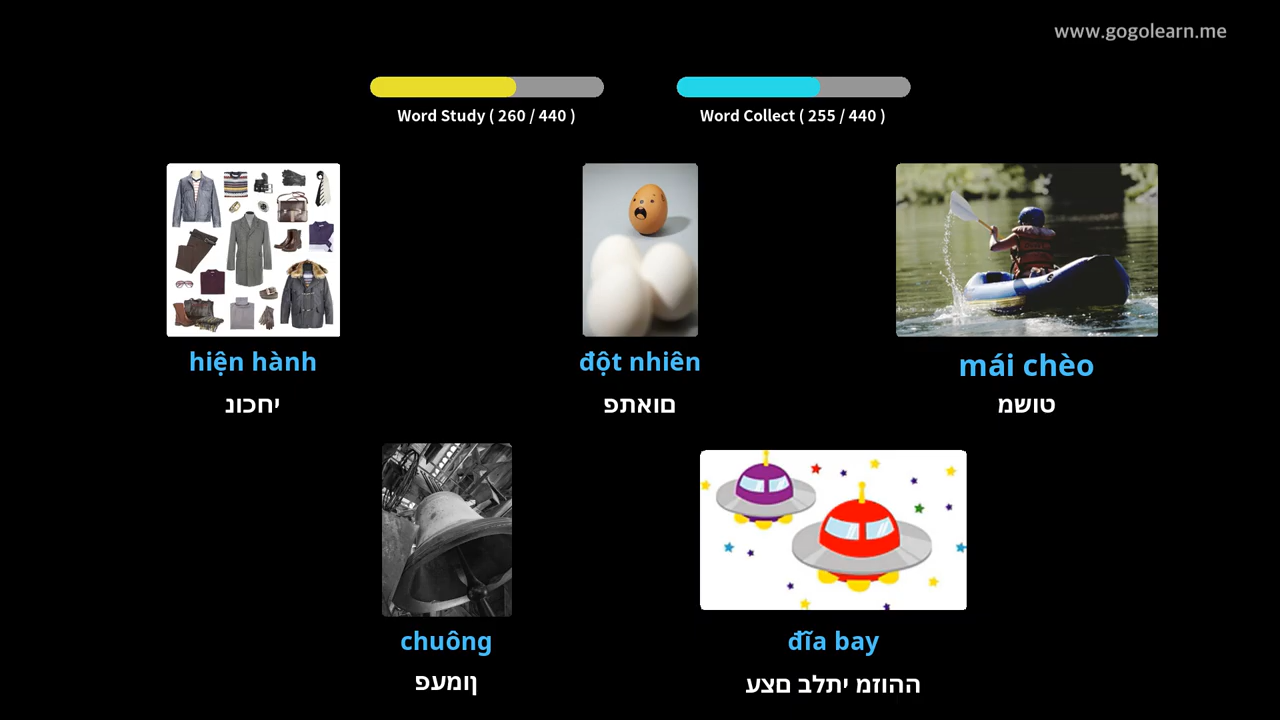 www.gogolearn.me
Word Study ( 260 / 440 )
Word Collect ( 255 / 440 )
hiện hành
יחכונ
đột nhiên
םואתפ
mái chèo
טושמ
chuông
ןומעפ
đĩa bay
ההוזמ יתלב םצע